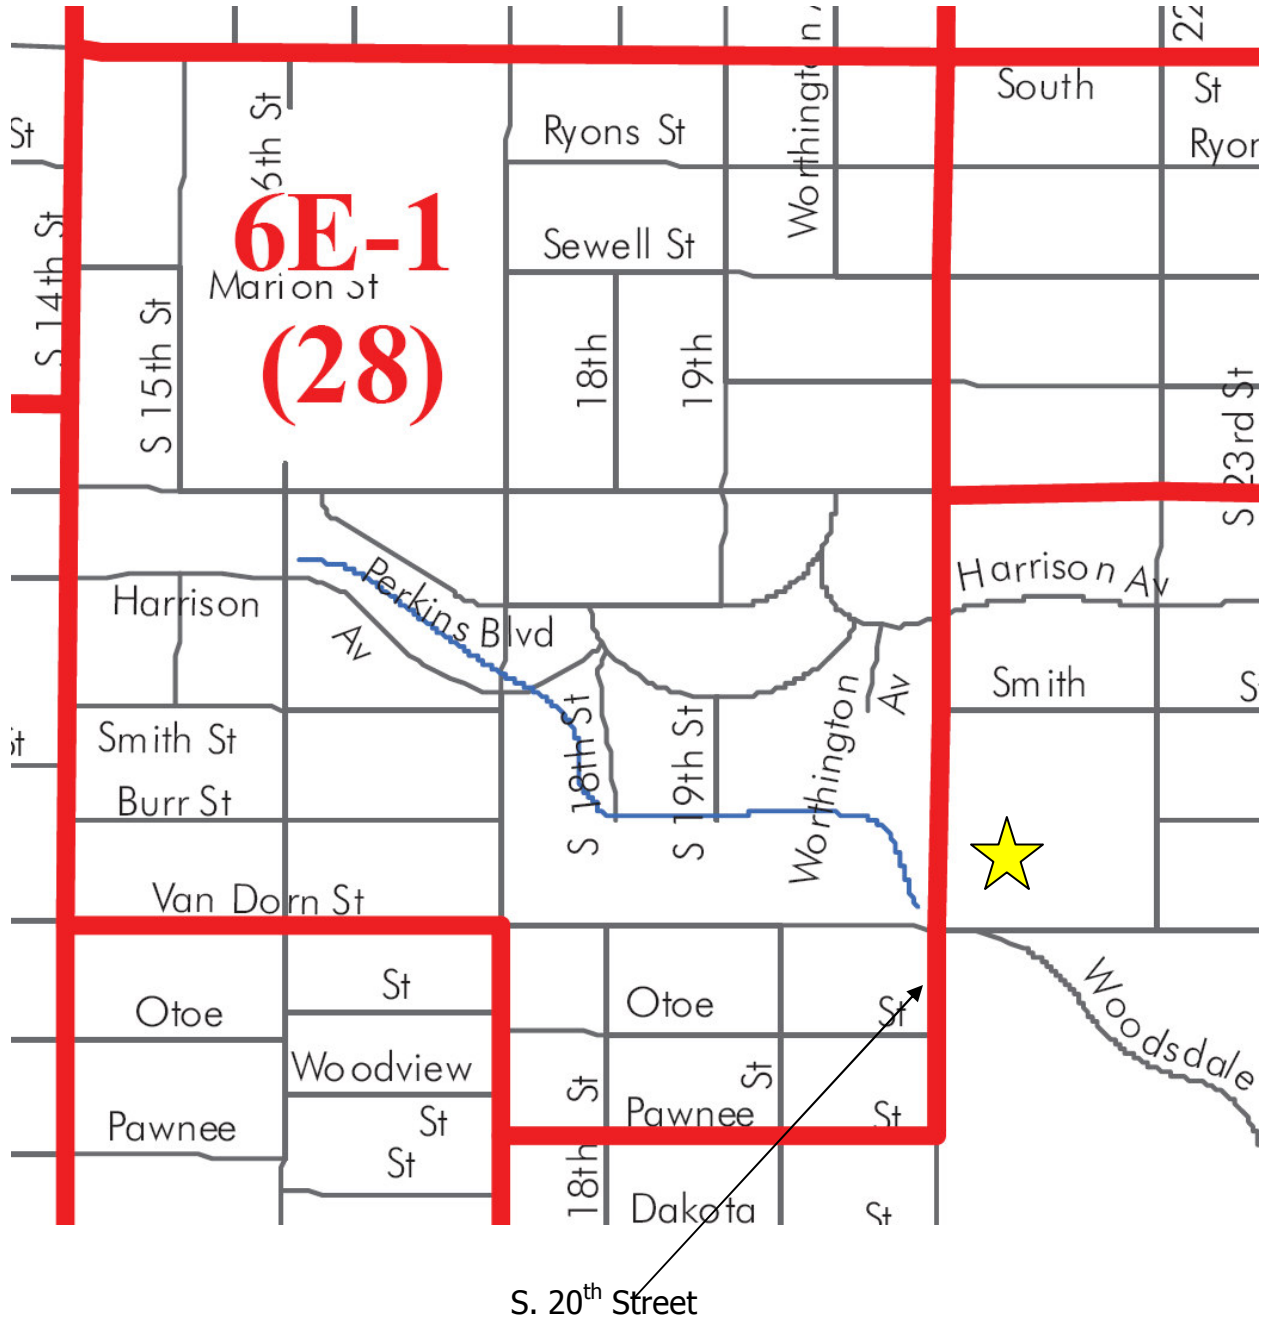 22
South St
St
Ryons St
Ryon
Worthington A
6th St
S 14th St
6E-1
Sewell St
Marion St
(28)
S 15th St
18th
19th
S 23rd St
Perkins Blvd
Harrison Av
Harrison Av
Smith
S
Worthington Av
Smith St
St
S 18th St
S 19th St
Burr St
Van Dorn St
St
Otoe
Otoe St
Woodsdale
Woodview St
18th St
St
Pawnee St
Pawnee St
Dakota St
S. 20th Street